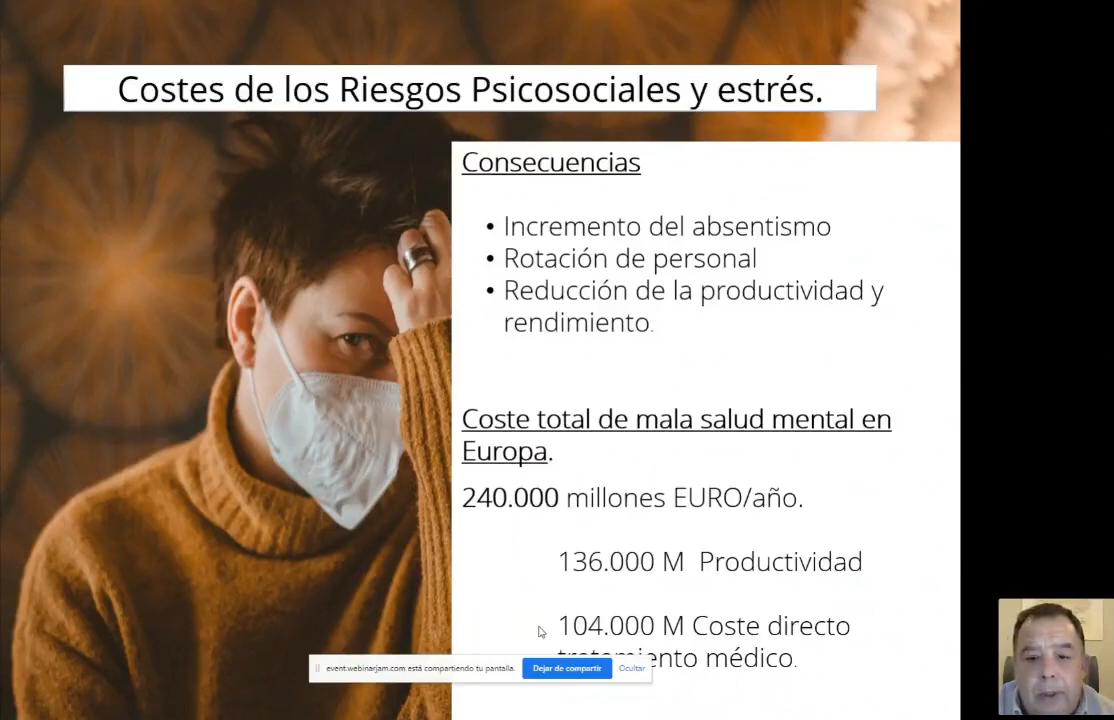 Costes de los Riesgos Psicosociales y estrés.
Consecuencias
• Incremento del absentismo
• Rotación de personal
• Reducción de la productividad y
rendimiento.
Coste total de mala salud mental en
Europa.
240.000 millones EURO/año.
136.000 M Productividad
104.000 M Coste directo
tratamiento médico.
event.webinarjam.com está compartiendo tu pantalla. Dejar de compartir Ocultar